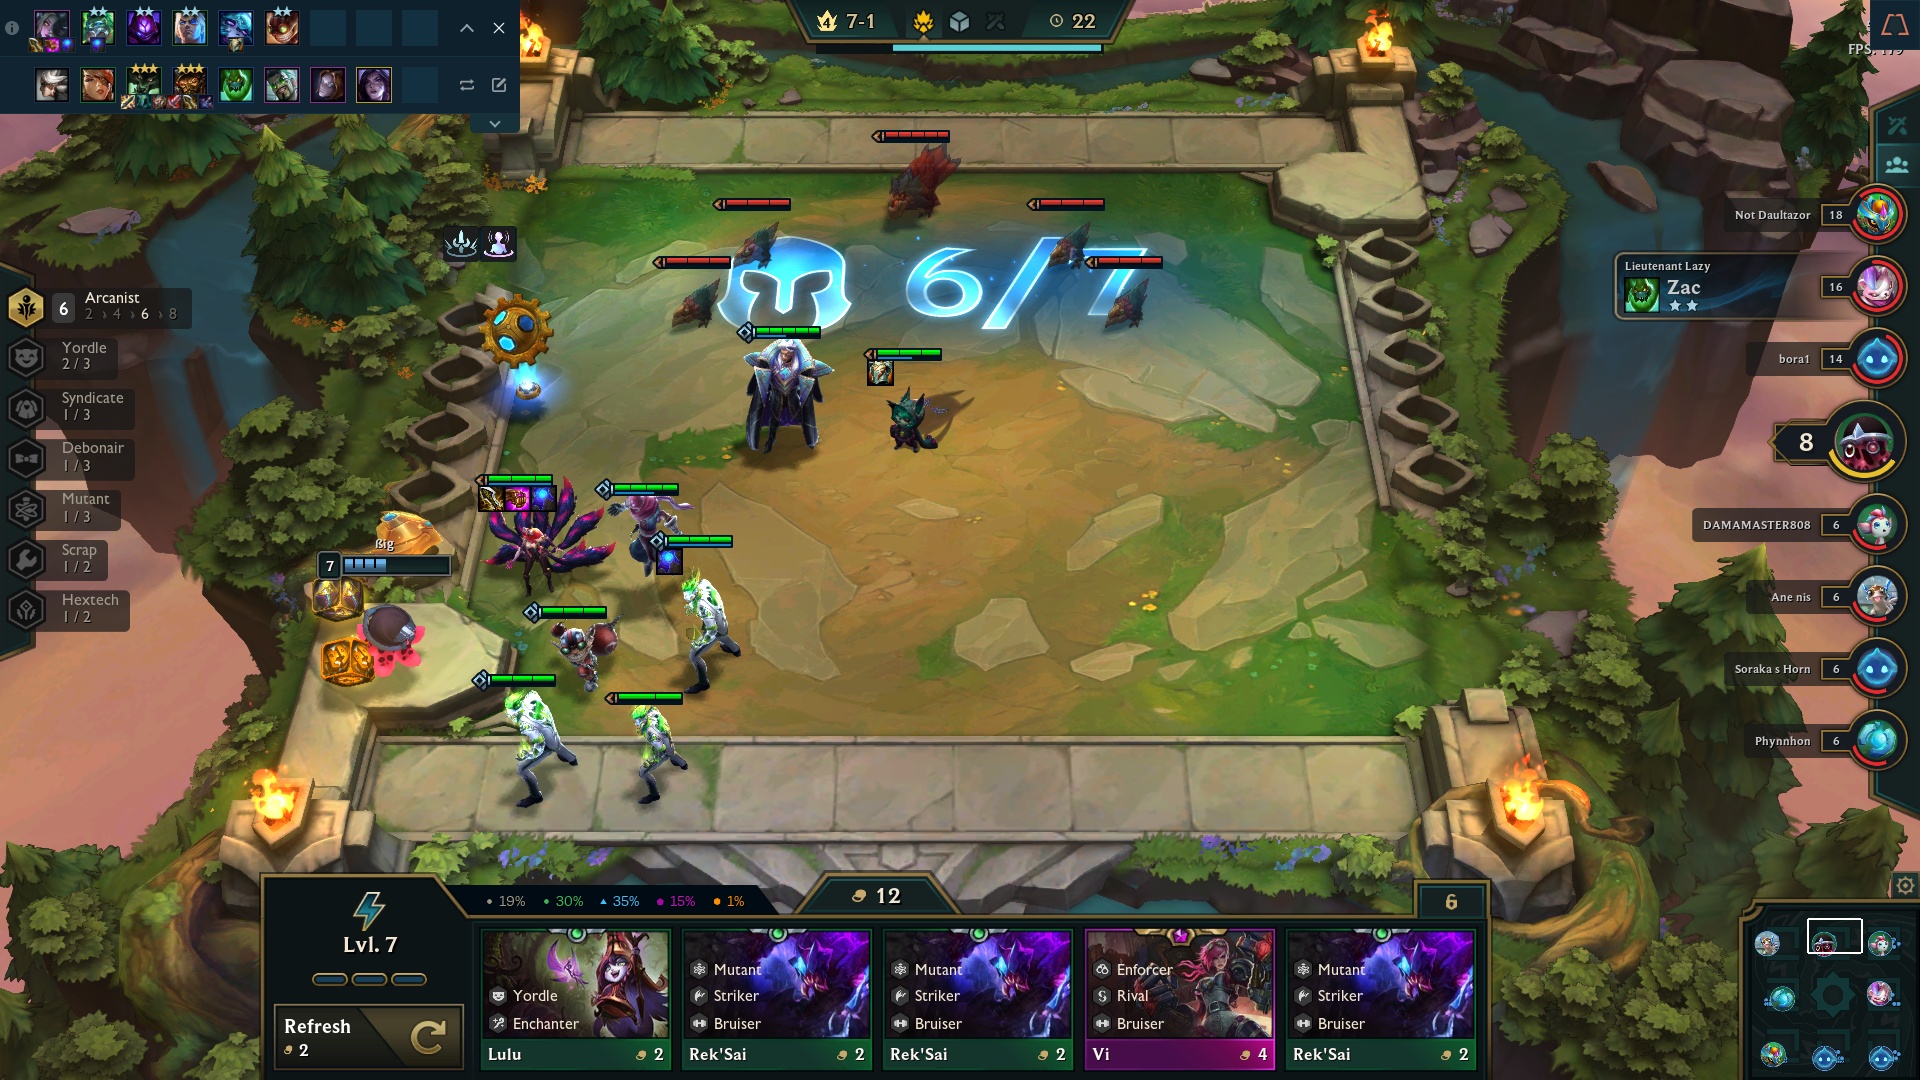 4
7-1
22
FPS: 179
6/7
Arcanist
6
2 › 4 › 6 › 8
Yordle
2 / 3
Syndicate
1 / 3
Debonair
1 / 3
Mutant
1 / 3
Scrap
1 / 2
Hextech
1 / 2
ßig
7
Not Daultazor
18
Lieutenant Lazy
Zac
16
bora1
14
8
DAMAMASTER808
6
Ane nis
6
Soraka s Horn
6
Phynnhon
6
Lvl. 7
Refresh
2
19%
30%
35%
15%
1%
12
6
Yordle
Enchanter
Lulu
2
Mutant
Striker
Bruiser
Rek'Sai
2
Mutant
Striker
Bruiser
Rek'Sai
2
Enforcer
Rival
Bruiser
Vi
4
Mutant
Striker
Bruiser
Rek'Sai
2